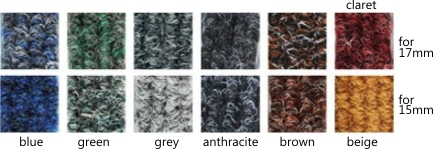 claret
for
17mm
for
15mm
blue green grey anthracite brown beige